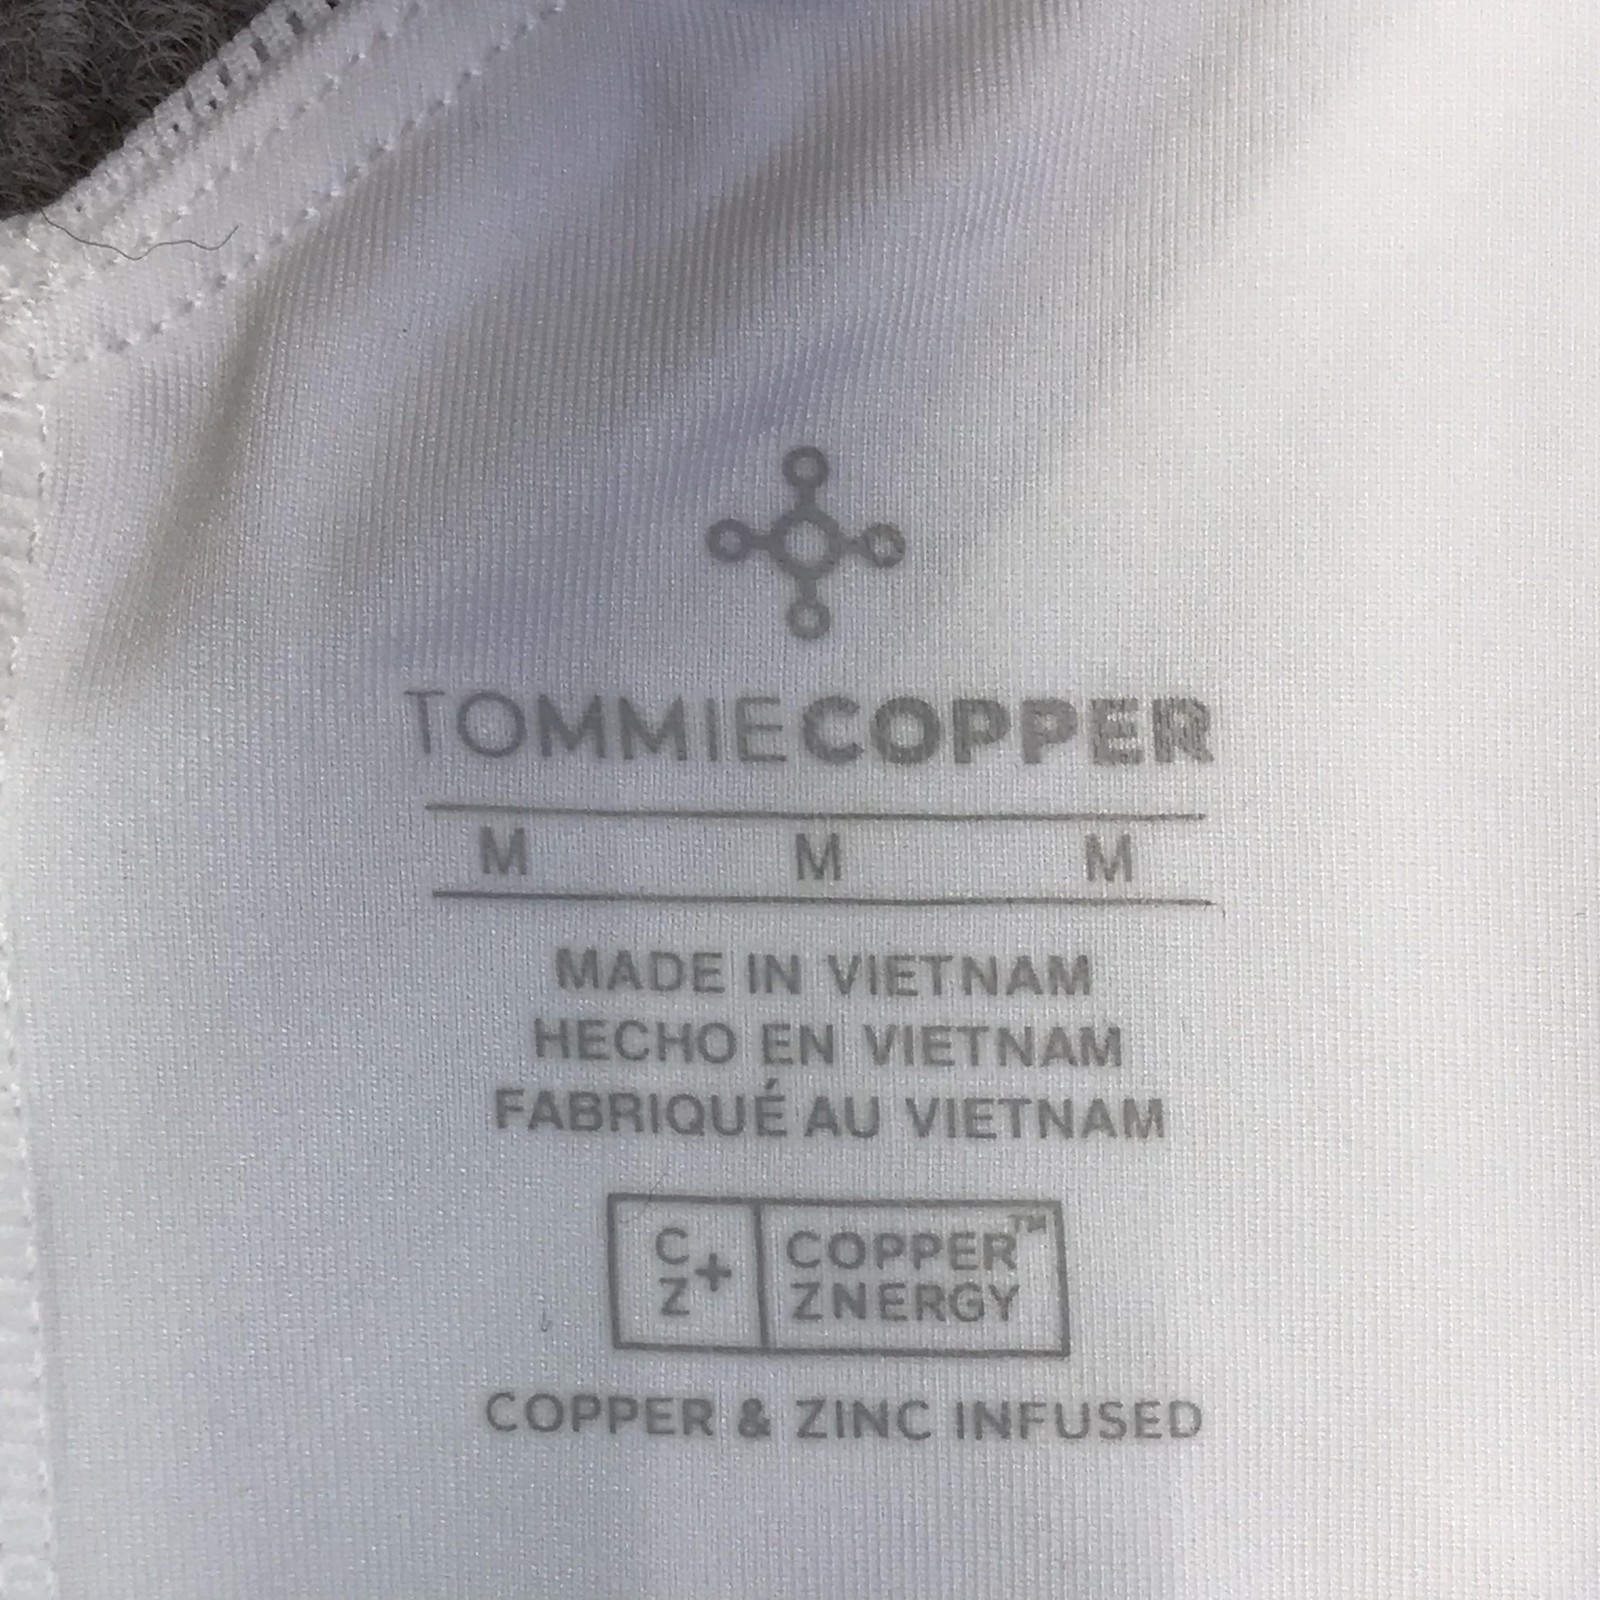 TOMMIECOPPER
M M M
MADE IN VIETNAM
HECHO EN VIETNAM
FABRIQUÉ AU VIETNAM
C
Z+
COPPER™
ZNERGY
COPPER & ZINC INFUSED